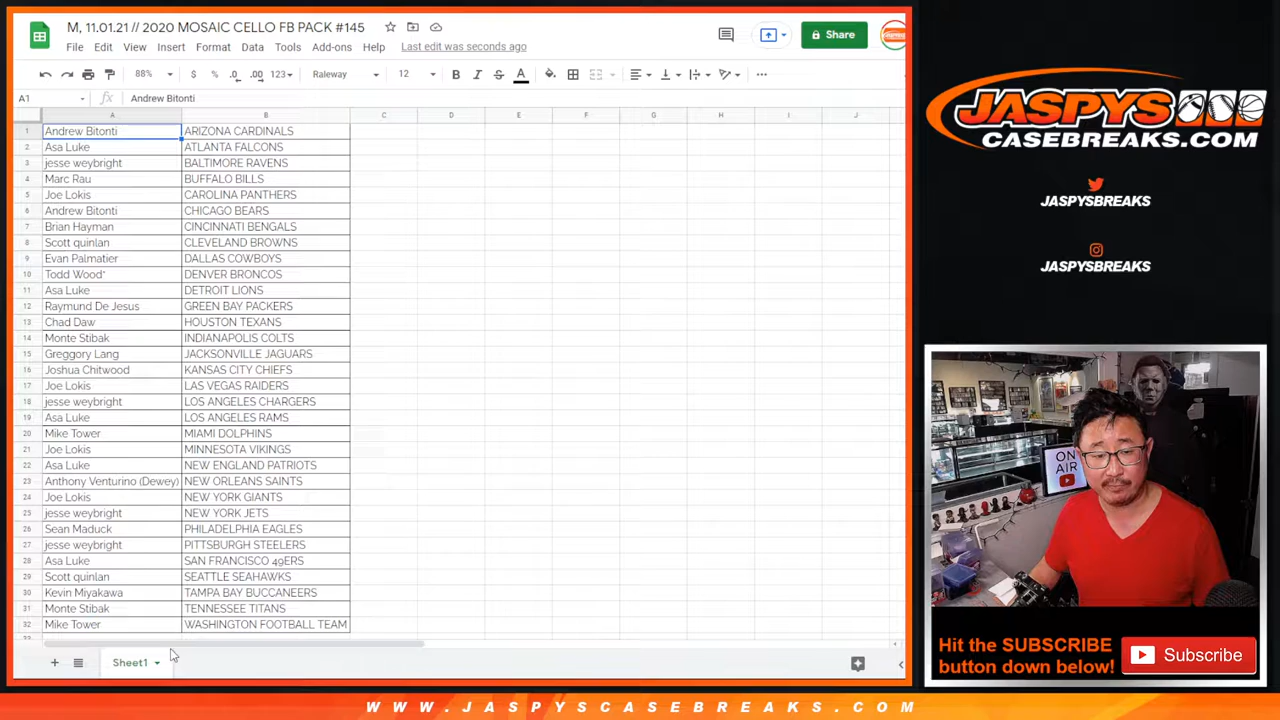 M, 11.01.21 // 2020 MOSAIC CELLO FB PACK #145
File Edit View Insert Format Data Tools Add-ons Help Last edit was seconds ago
Share
88% $ % .0 .00 123 Raleway 12 B I S A
A1 fx Andrew Bitonti
A B C D E F G H I J
1 Andrew Bitonti ARIZONA CARDINALS
2 Asa Luke ATLANTA FALCONS
3 jesse weybright BALTIMORE RAVENS
4 Marc Rau BUFFALO BILLS
5 Joe Lokis CAROLINA PANTHERS
6 Andrew Bitonti CHICAGO BEARS
7 Brian Hayman CINCINNATI BENGALS
8 Scott quinlan CLEVELAND BROWNS
9 Evan Palmatier DALLAS COWBOYS
10 Todd Wood* DENVER BRONCOS
11 Asa Luke DETROIT LIONS
12 Raymund De Jesus GREEN BAY PACKERS
13 Chad Daw HOUSTON TEXANS
14 Monte Stibak INDIANAPOLIS COLTS
15 Greggory Lang JACKSONVILLE JAGUARS
16 Joshua Chitwood KANSAS CITY CHIEFS
17 Joe Lokis LAS VEGAS RAIDERS
18 jesse weybright LOS ANGELES CHARGERS
19 Asa Luke LOS ANGELES RAMS
20 Mike Tower MIAMI DOLPHINS
21 Joe Lokis MINNESOTA VIKINGS
22 Asa Luke NEW ENGLAND PATRIOTS
23 Anthony Venturino (Dewey) NEW ORLEANS SAINTS
24 Joe Lokis NEW YORK GIANTS
25 jesse weybright NEW YORK JETS
26 Sean Maduck PHILADELPHIA EAGLES
27 jesse weybright PITTSBURGH STEELERS
28 Asa Luke SAN FRANCISCO 49ERS
29 Scott quinlan SEATTLE SEAHAWKS
30 Kevin Miyakawa TAMPA BAY BUCCANEERS
31 Monte Stibak TENNESSEE TITANS
32 Mike Tower WASHINGTON FOOTBALL TEAM
Sheet1
JASPYS
CASEBREAKS.COM
JASPYSBREAKS
JASPYSBREAKS
ON
AIR
Hit the SUBSCRIBE
button down below!
Subscribe
WWW.JASPYSCASEBREAKS.COM